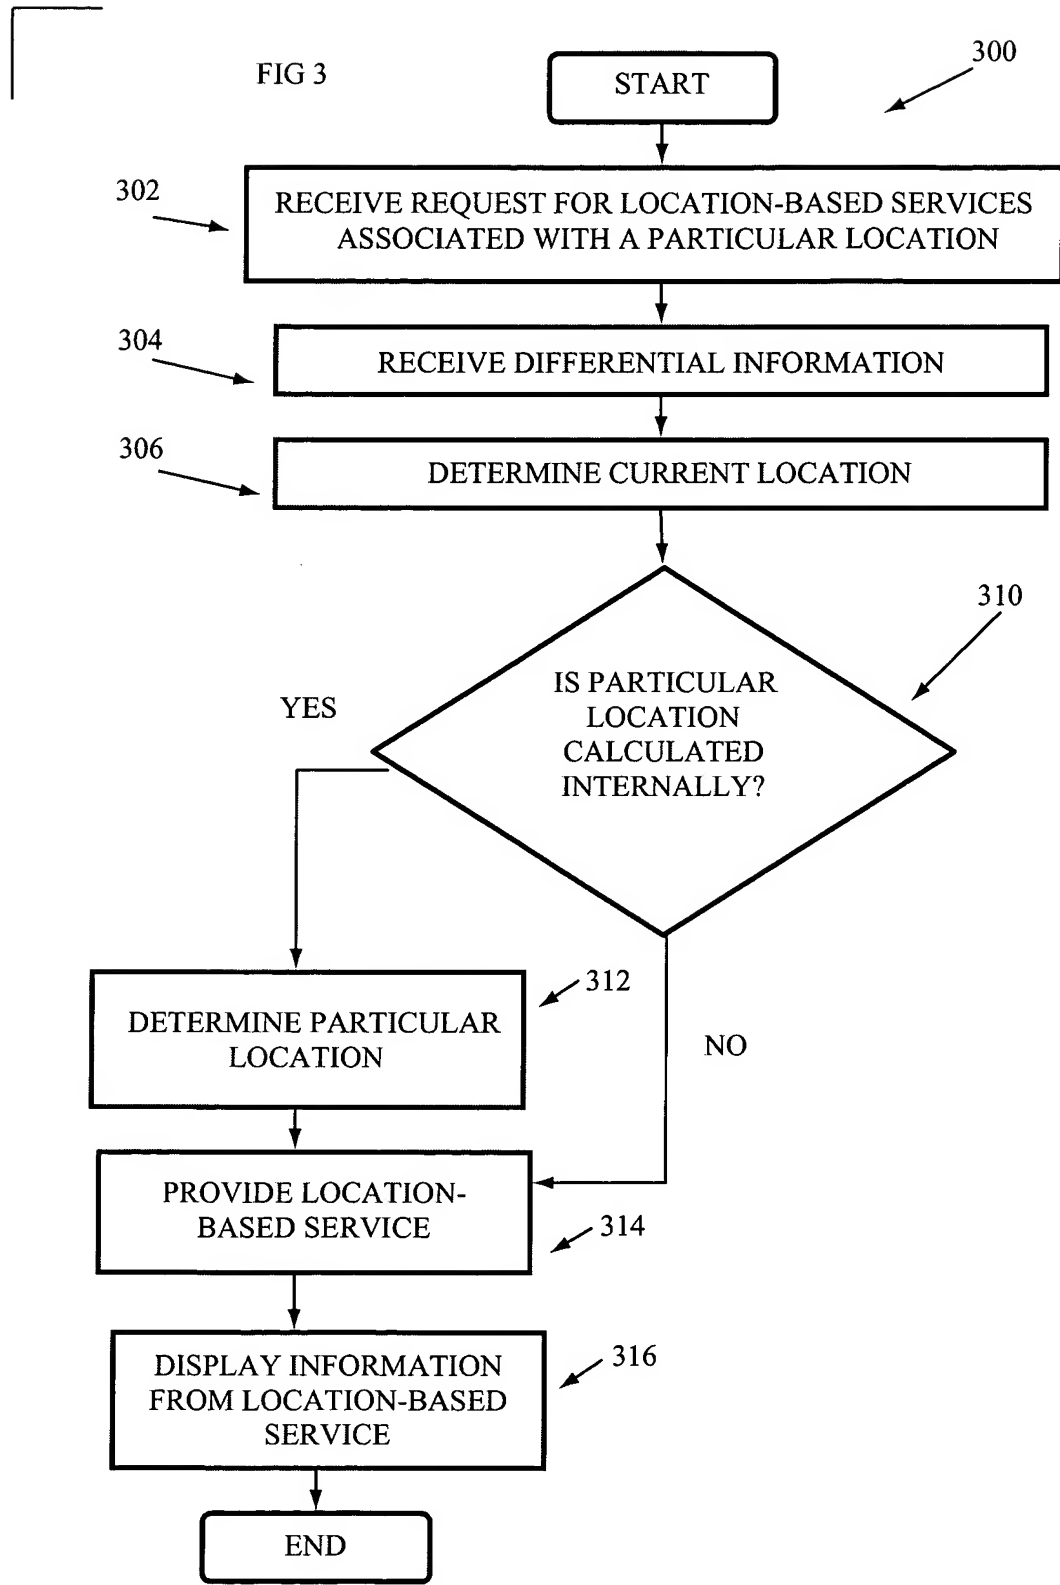 FIG 3
START
300
302
RECEIVE REQUEST FOR LOCATION-BASED SERVICES
ASSOCIATED WITH A PARTICULAR LOCATION
304
RECEIVE DIFFERENTIAL INFORMATION
306
DETERMINE CURRENT LOCATION
310
IS PARTICULAR
LOCATION
CALCULATED
INTERNALLY?
YES
312
DETERMINE PARTICULAR
LOCATION
NO
PROVIDE LOCATION-
BASED SERVICE
314
DISPLAY INFORMATION
FROM LOCATION-BASED
SERVICE
316
END